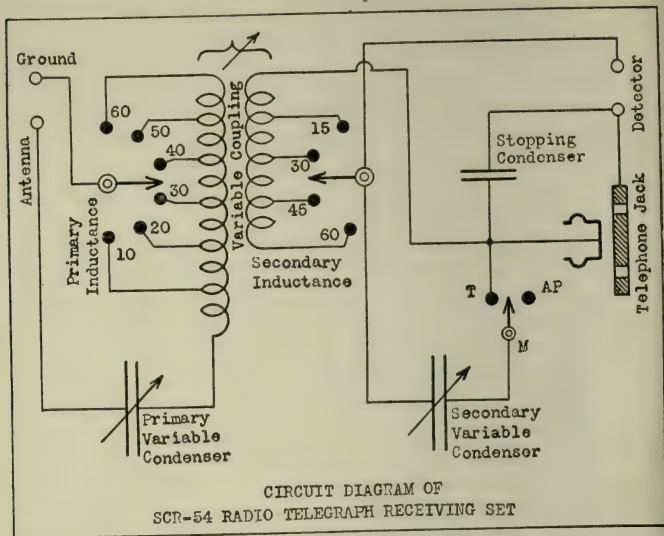 Ground
Antenna
60
50
40
30
20
10
Primary
Inductance
Variable Coupling
15
30
45
60
Secondary
Inductance
Stopping
Condenser
Detector
Telephone Jack
T
AP
M
Primary
Variable
Condenser
Secondary
Variable
Condenser
CIRCUIT DIAGRAM OF
SCR-54 RADIO TELEGRAPH RECEIVING SET